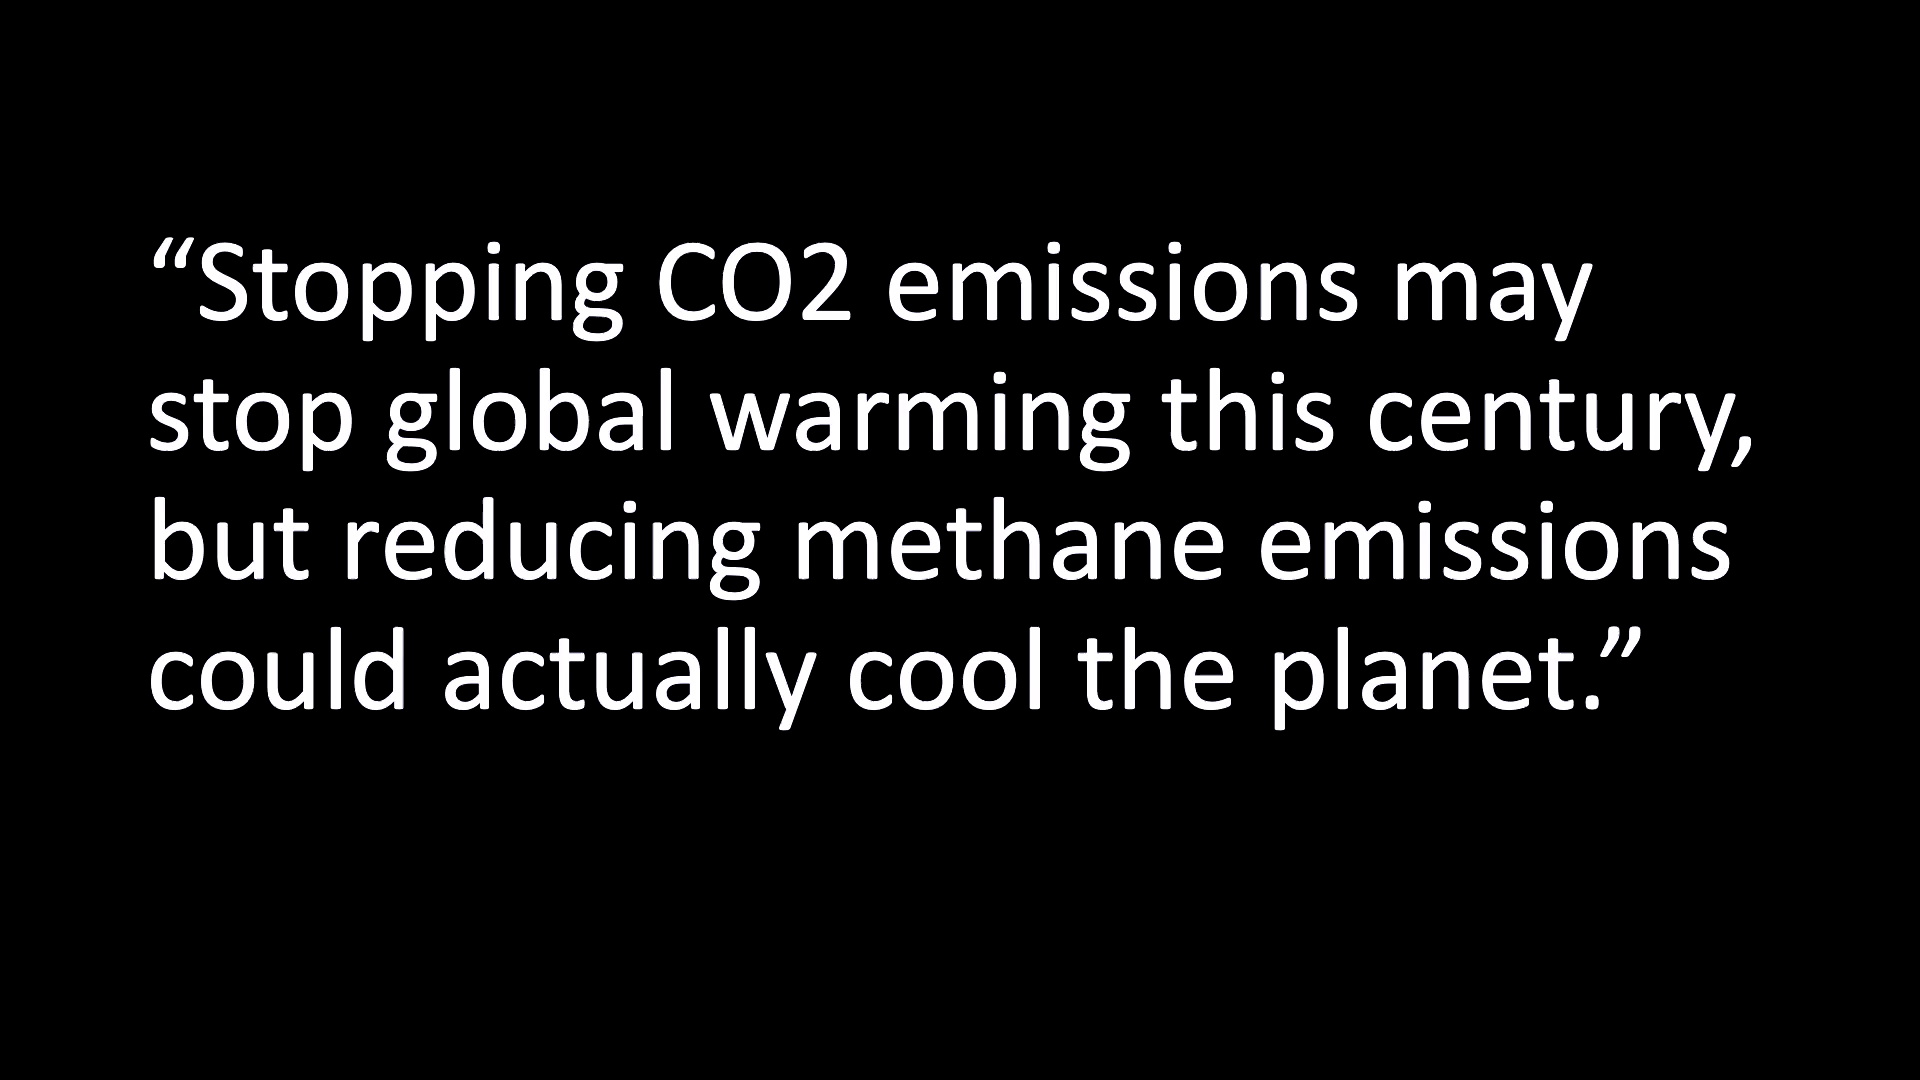 “Stopping CO2 emissions may
stop global warming this century,
but reducing methane emissions
could actually cool the planet.”